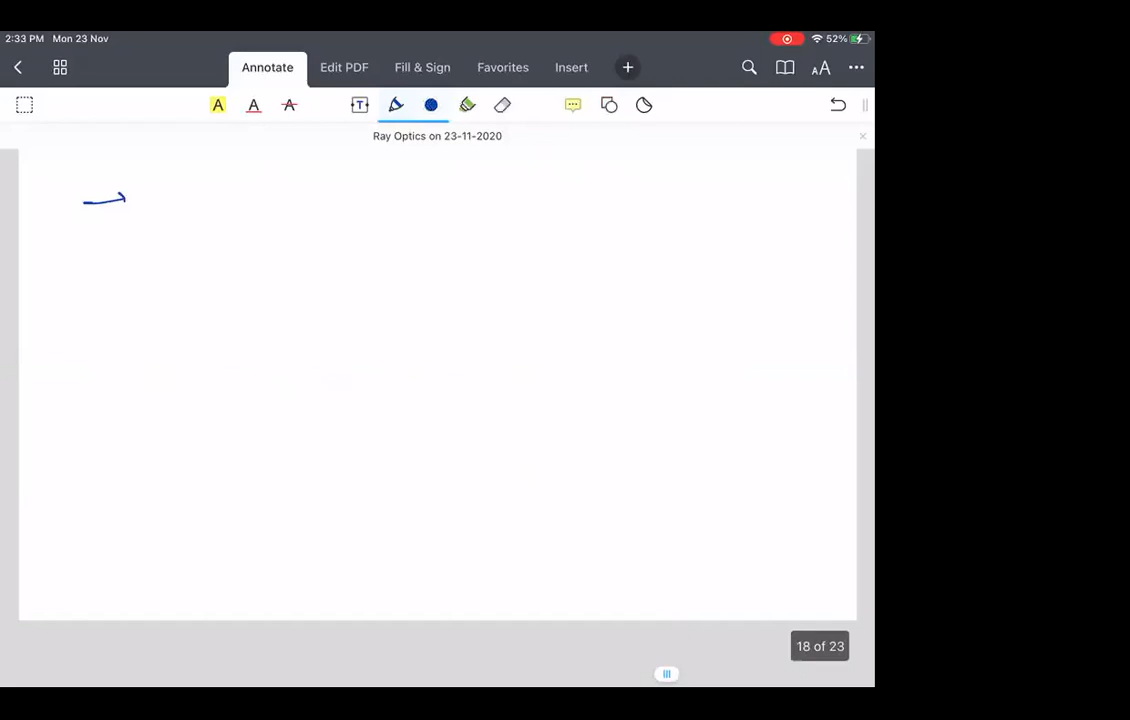 2:33 PM Mon 23 Nov 52%
Annotate Edit PDF Fill & Sign Favorites Insert AA
A A A T
Ray Optics on 23-11-2020
18 of 23